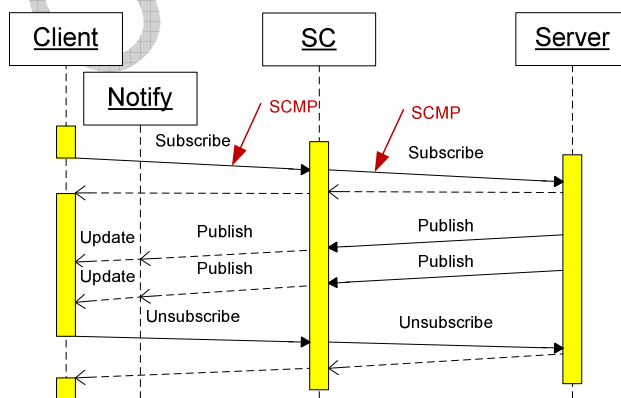 Client
SC
Server
Notify
SCMP
SCMP
Subscribe
Subscribe
Publish
Publish
Update
Publish
Publish
Update
Unsubscribe
Unsubscribe